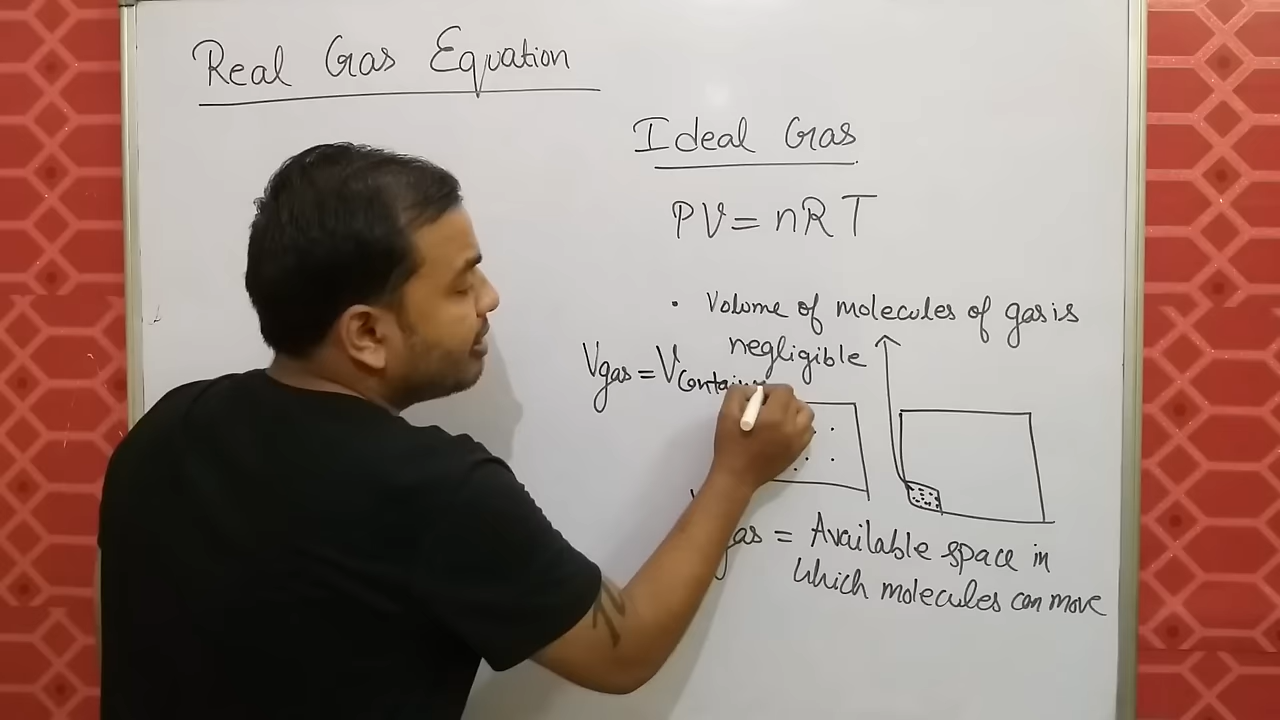 Real Gas Equation
Ideal Gas
PV = nRT
• Volume of molecules of gas is
negligible
Vgas = V
gas = Available space in
which molecules can move